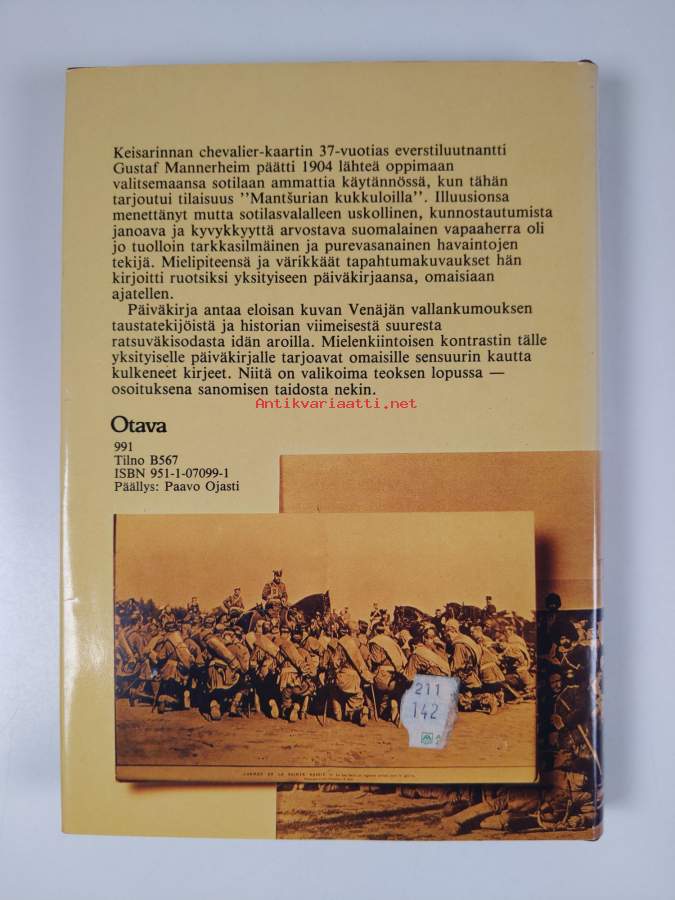 Keisarinnan chevalier-kaartin 37-vuotias everstiluutnantti
Gustaf Mannerheim päätti 1904 lähteä oppimaan
valitsemaansa sotilaan ammattia käytännössä, kun tähän
tarjoutui tilaisuus ''Mantšurian kukkuloilla''. Illuusionsa
menettänyt mutta sotilasvalalleen uskollinen, kunnostautumista
janoava ja kyvykkyyttä arvostava suomalainen vapaaherra oli
jo tuolloin tarkkasilmäinen ja purevasanainen havaintojen
tekijä. Mielipiteensä ja värikkäät tapahtumakuvaukset hän
kirjoitti ruotsiksi yksityiseen päiväkirjaansa, omaisiaan
ajatellen.
Päiväkirja antaa eloisan kuvan Venäjän vallankumouksen
taustatekijöistä ja historian viimeisestä suuresta
ratsuväkisodasta idän aroilla. Mielenkiintoisen kontrastin tälle
yksityiselle päiväkirjalle tarjoavat omaisille sensuurin kautta
kulkeneet kirjeet. Niitä on valikoima teoksen lopussa —
osoituksena sanomisen taidosta nekin.
Antikvariaatti.net
Otava
991
Tilno B567
ISBN 951-1-07099-1
Päällys: Paavo Ojasti
211
142
L'ARMÉE DE LA SAINTE RUSSIE